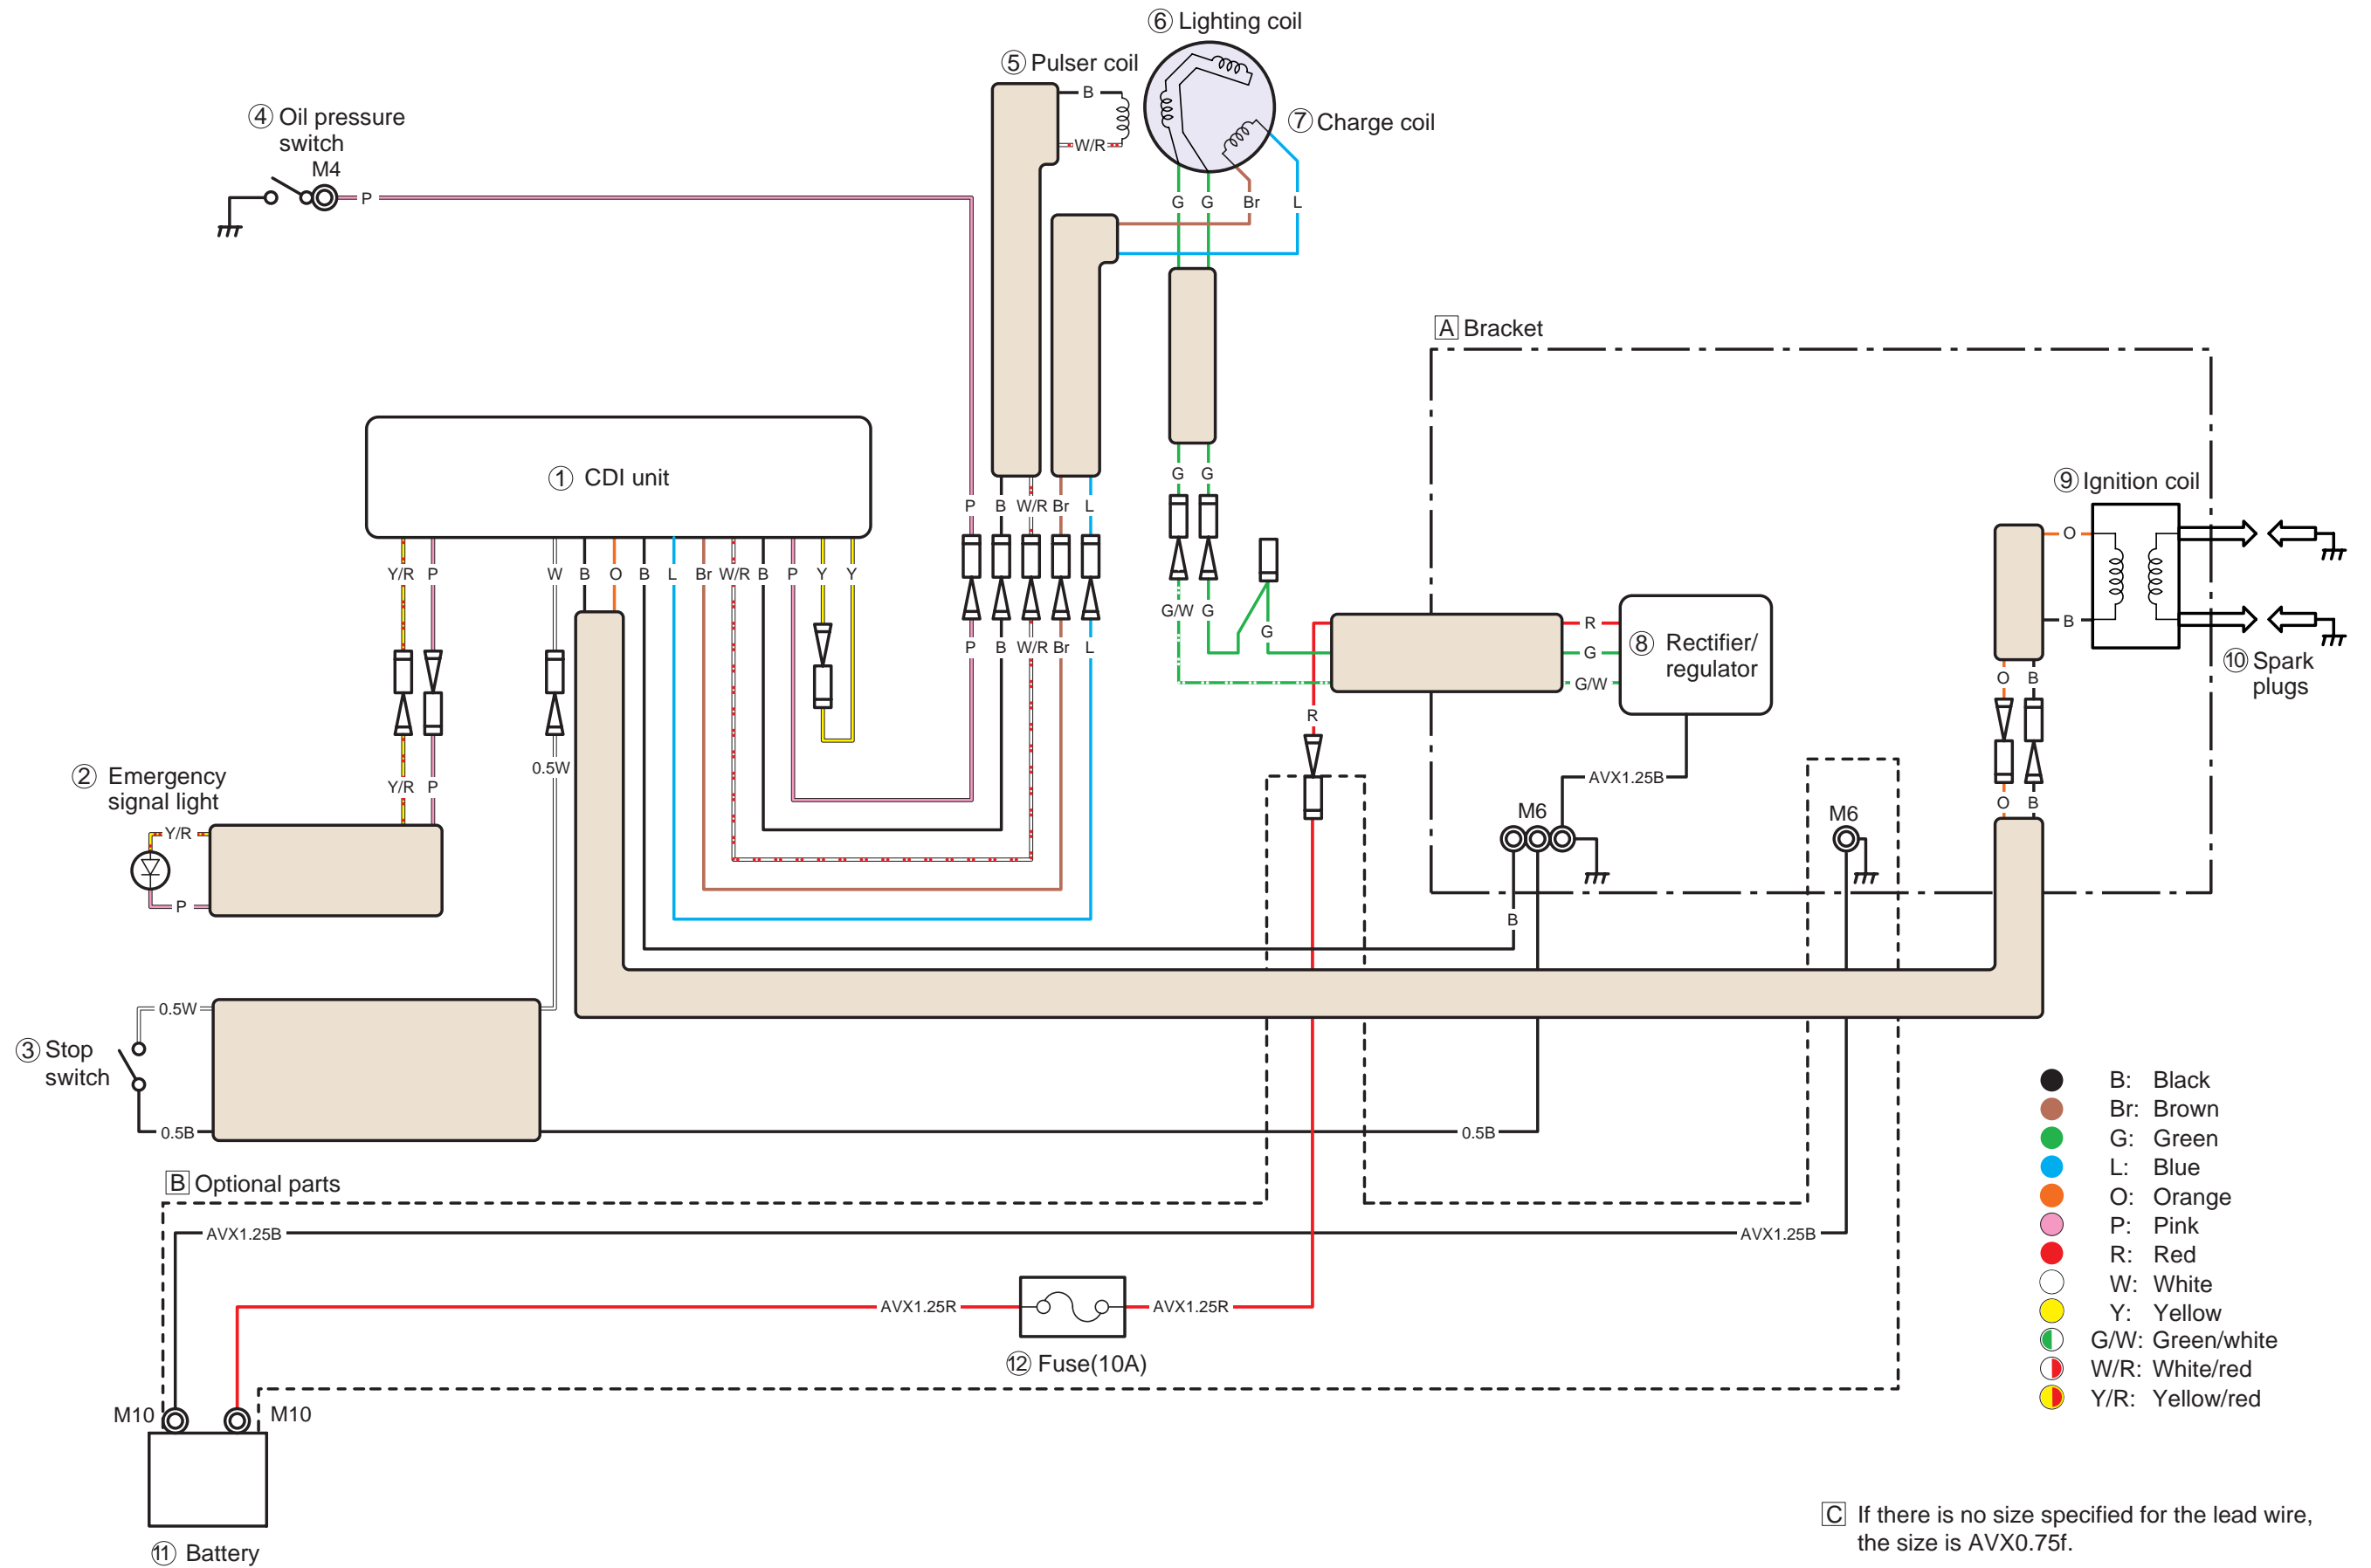 ⑥ Lighting coil
⑤ Pulser coil
B
④ Oil pressure
switch
⑦ Charge coil
W/R
M4
P
G G Br L
A Bracket
① CDI unit
⑨ Ignition coil
P B W/R Br L
G G
O
Y/R P W B O B L Br W/R B P Y Y
G/W G
G
R
B
P B W/R Br L
⑧ Rectifier/
regulator
G
G/W
⑩ Spark
plugs
O B
R
0.5W
② Emergency
signal light
Y/R P
AVX1.25B
M6
M6
O B
Y/R
P
B
0.5W
③ Stop
switch
0.5B
0.5B
B Optional parts
AVX1.25B
AVX1.25B
AVX1.25R
AVX1.25R
⑫ Fuse(10A)
M10
M10
⑪ Battery
B: Black
Br: Brown
G: Green
L: Blue
O: Orange
P: Pink
R: Red
W: White
Y: Yellow
G/W: Green/white
W/R: White/red
Y/R: Yellow/red
C If there is no size specified for the lead wire,
the size is AVX0.75f.